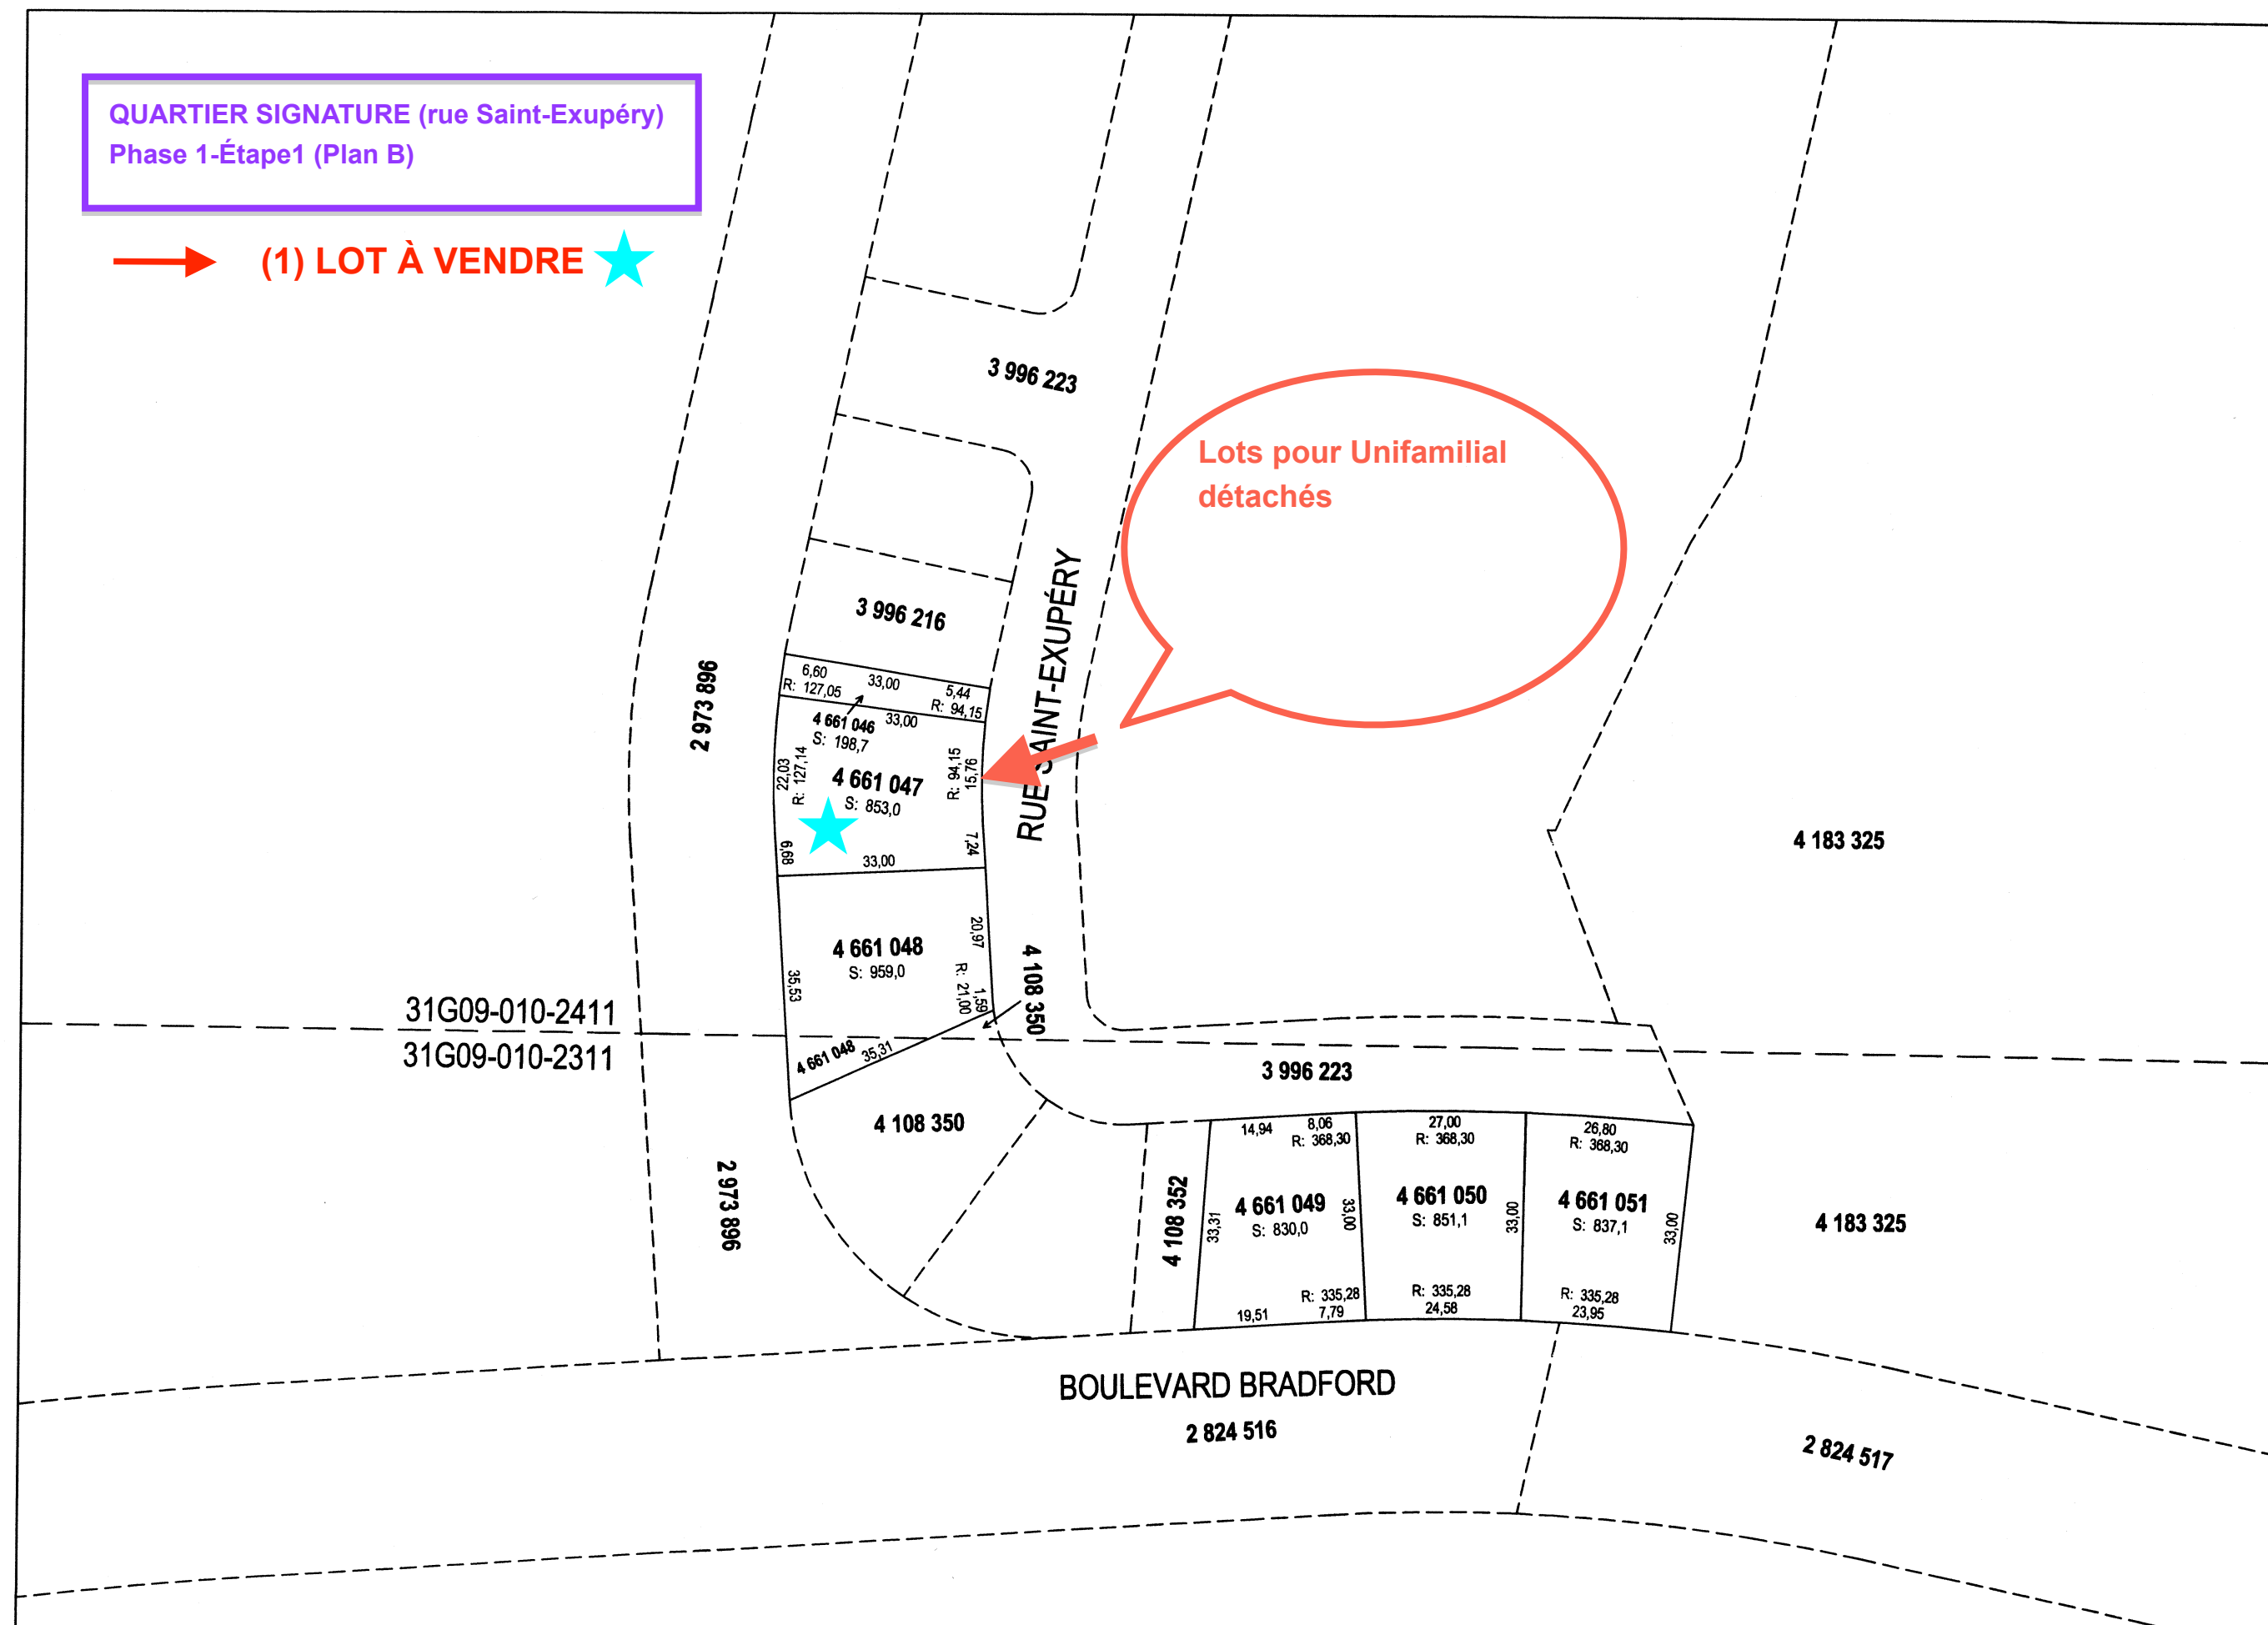 QUARTIER SIGNATURE (rue Saint-Exupéry)
Phase 1-Étape1 (Plan B)
(1) LOT À VENDRE
3 996 223
Lots pour Unifamilial
détachés
3 996 216
RUE SAINT-EXUPÉRY
2 973 896
6,60
R: 127,05
33,00
5,44
R: 94,15
4 661 046
S: 198,7
33,00
22,03
R: 127,14
4 661 047
S: 853,0
R: 94,15
15,76
7,24
6,68
33,00
4 183 325
4 661 048
S: 959,0
20,97
35,53
R: 21,00
1,59
4 108 350
31G09-010-2411
31G09-010-2311
4 661 048
35,31
3 996 223
4 108 350
2 973 896
4 108 352
14,94
8,06
R: 368,30
27,00
R: 368,30
26,80
R: 368,30
33,31
4 661 049
S: 830,0
33,00
4 661 050
S: 851,1
33,00
4 661 051
S: 837,1
33,00
4 183 325
19,51
R: 335,28
7,79
R: 335,28
24,58
R: 335,28
23,95
BOULEVARD BRADFORD
2 824 516
2 824 517